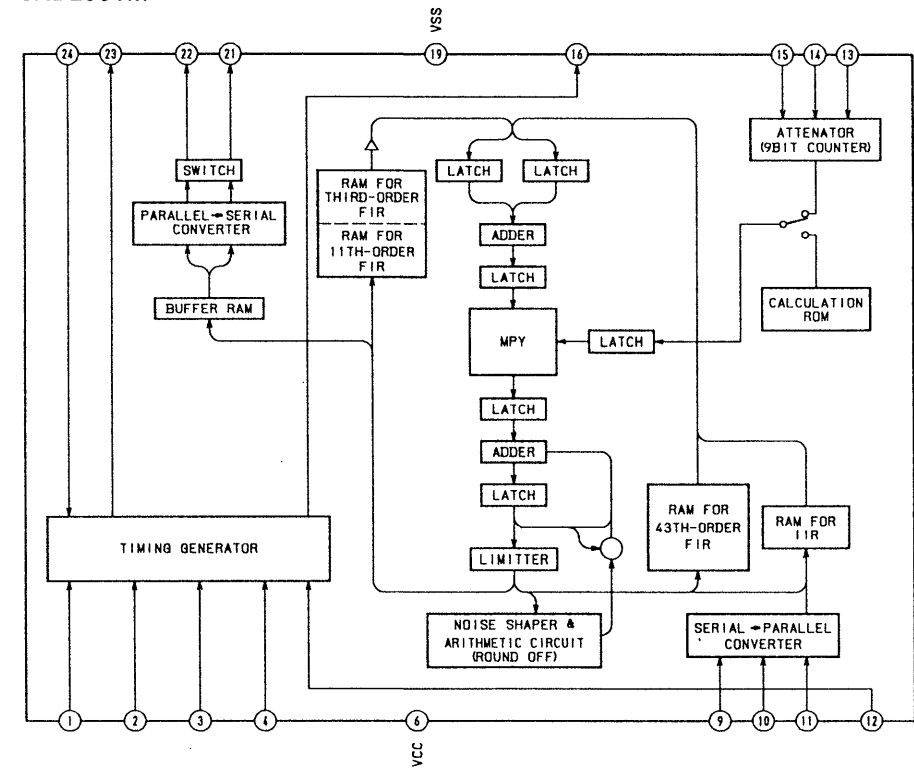 VSS
24
23
22
21
19
16
15
14
13
ATTENATOR
(9BIT COUNTER)
SWITCH
LATCH
LATCH
RAM FOR
THIRD-ORDER
FIR
RAM FOR
11TH-ORDER
FIR
PARALLEL→SERIAL
CONVERTER
ADDER
LATCH
BUFFER RAM
CALCULATION
ROM
MPY
LATCH
LATCH
ADDER
LATCH
RAM FOR
43TH-ORDER
FIR
RAM FOR
IIR
TIMING GENERATOR
LIMITTER
NOISE SHAPER &
ARITHMETIC CIRCUIT
(ROUND OFF)
SERIAL→PARALLEL
CONVERTER
1
2
3
4
6
9
10
11
12
VCC